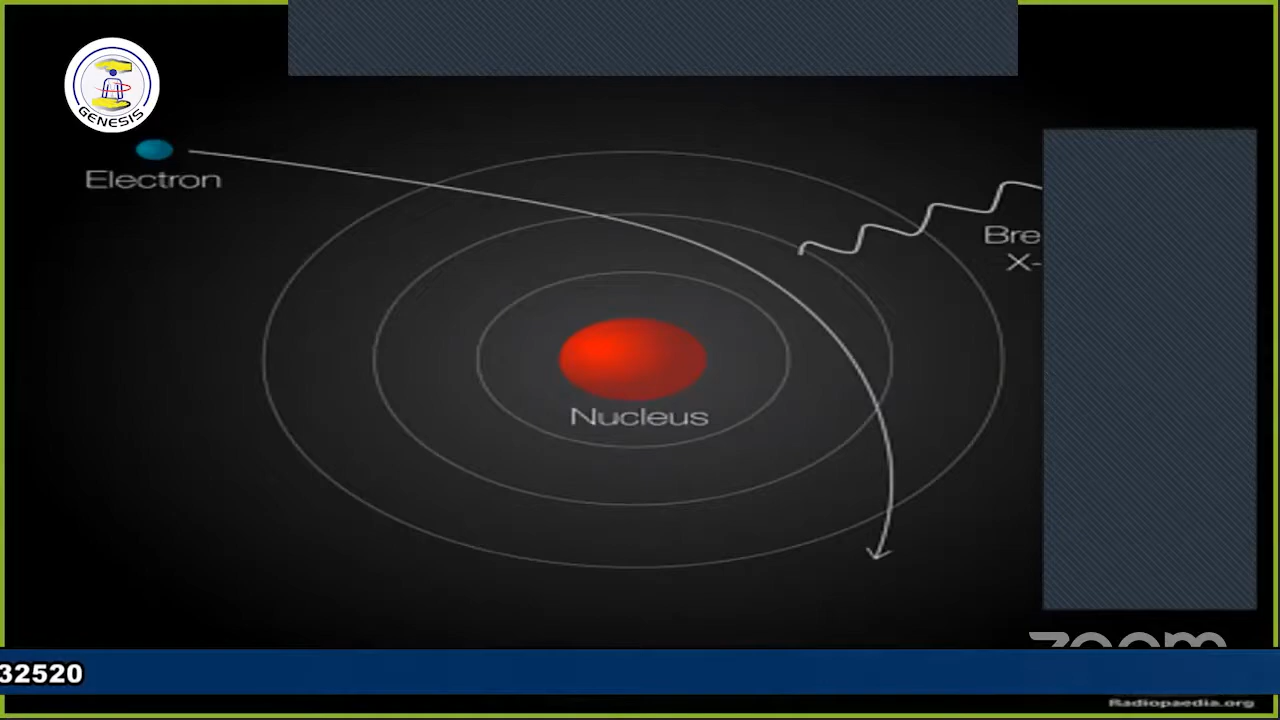 GENESIS
Electron
Bre
X-
Nucleus
zoom
32520
Radiopaedia.org